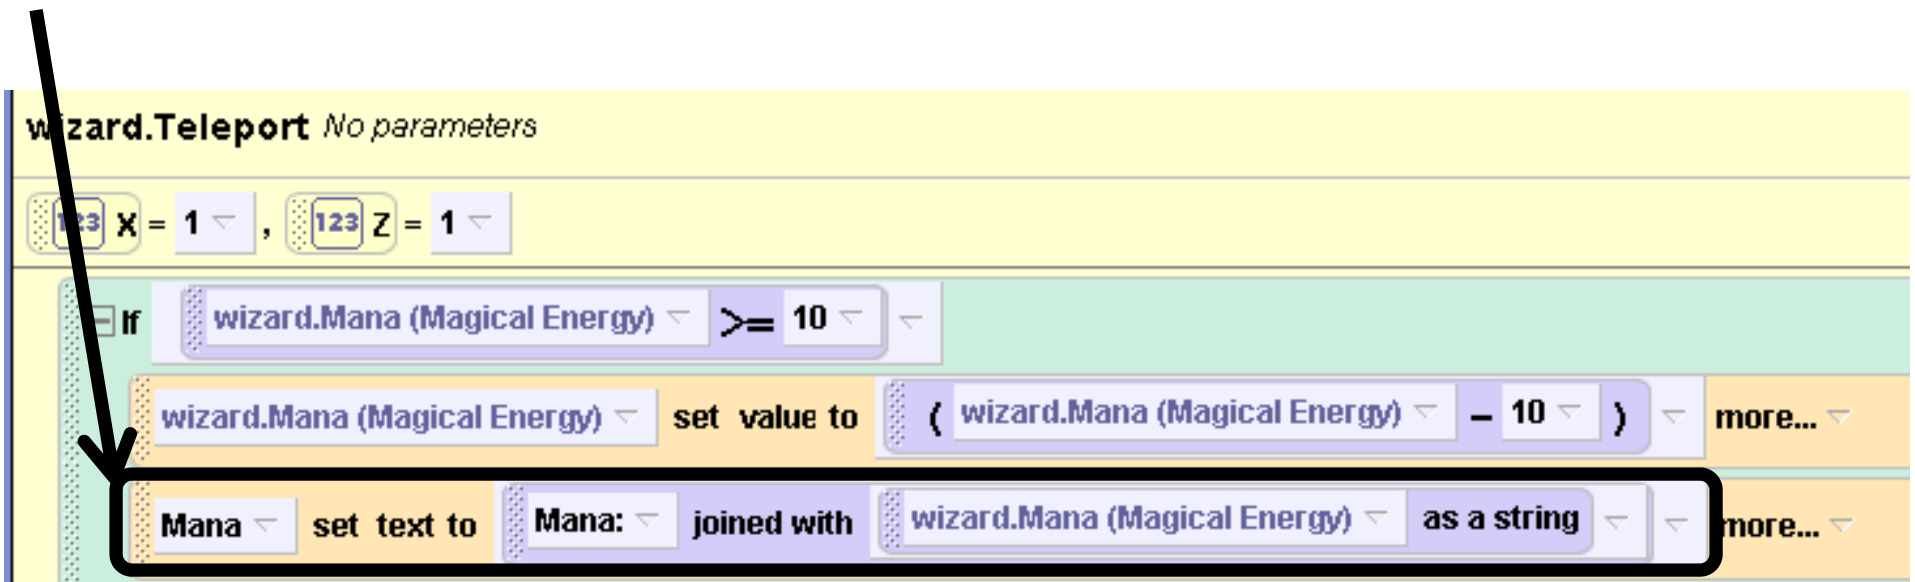 wizard.Teleport No parameters
123 X = 1 , 123 Z = 1
If wizard.Mana (Magical Energy) >= 10
wizard.Mana (Magical Energy) set value to ( wizard.Mana (Magical Energy) – 10 ) more...
Mana set text to Mana: joined with wizard.Mana (Magical Energy) as a string more...